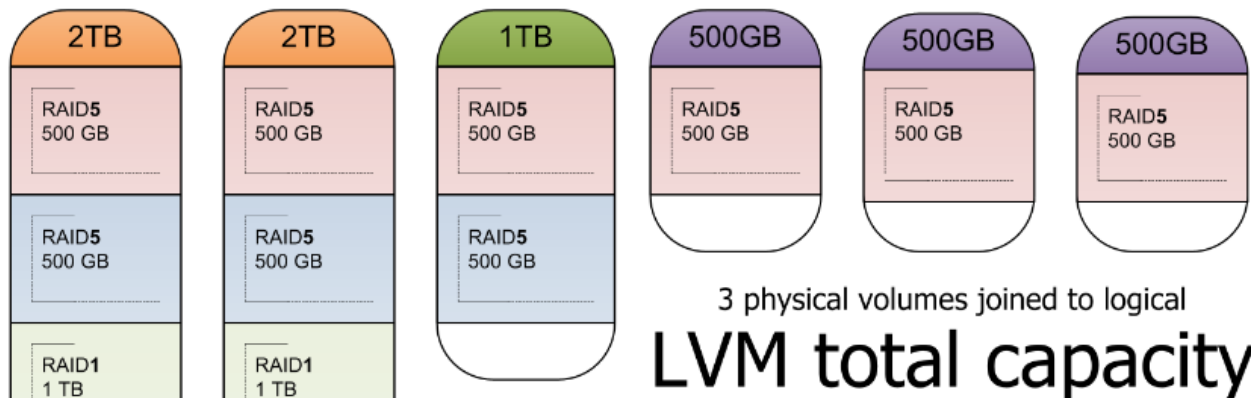 2TB
RAID5
500 GB
RAID5
500 GB
RAID1
1 TB
2TB
RAID5
500 GB
RAID5
500 GB
RAID1
1 TB
1TB
RAID5
500 GB
RAID5
500 GB
500GB
RAID5
500 GB
500GB
RAID5
500 GB
500GB
RAID5
500 GB
3 physical volumes joined to logical
LVM total capacity